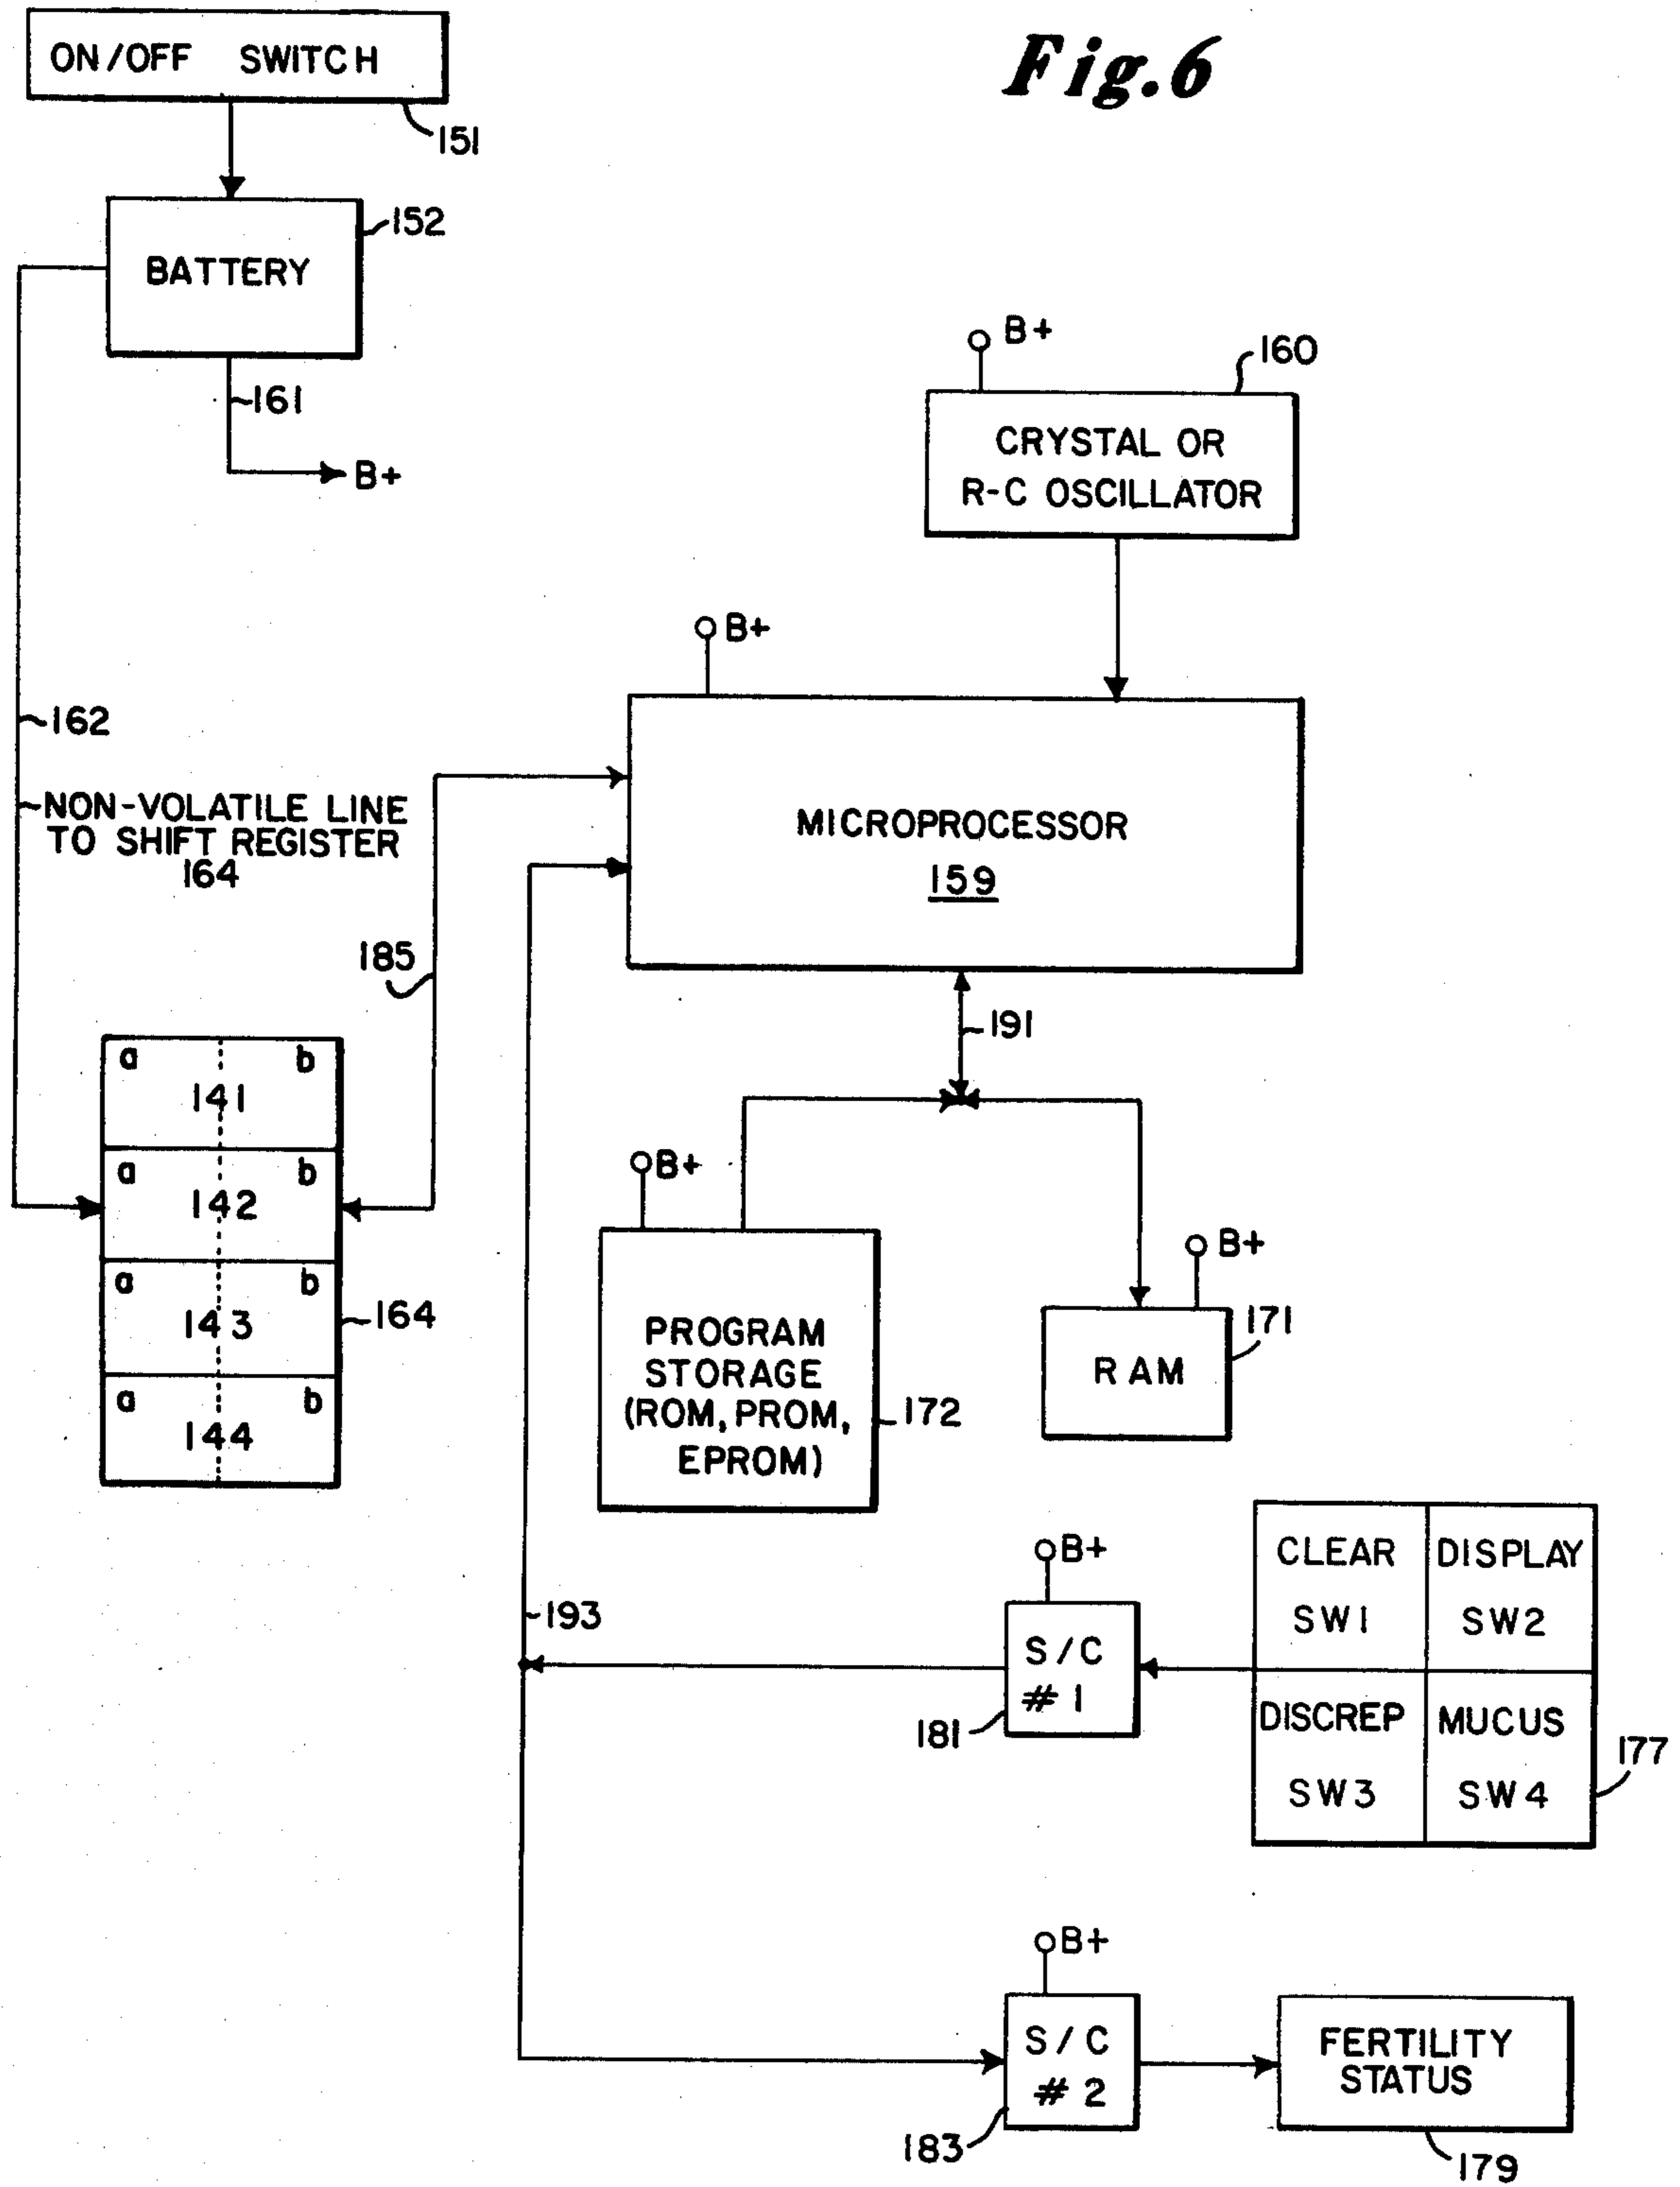 Fig.6
ON/OFF SWITCH
151
BATTERY
152
161
B+
B+
160
CRYSTAL OR
R-C OSCILLATOR
B+
162
NON-VOLATILE LINE
TO SHIFT REGISTER
164
MICROPROCESSOR
159
185
191
a b
141
a b
142
a b
143
a b
144
164
B+
PROGRAM
STORAGE
(ROM, PROM,
EPROM)
172
B+
RAM
171
193
B+
S/C
#1
181
CLEAR
SW1
DISPLAY
SW2
DISCREP
SW3
MUCUS
SW4
177
B+
S/C
#2
183
FERTILITY
STATUS
179